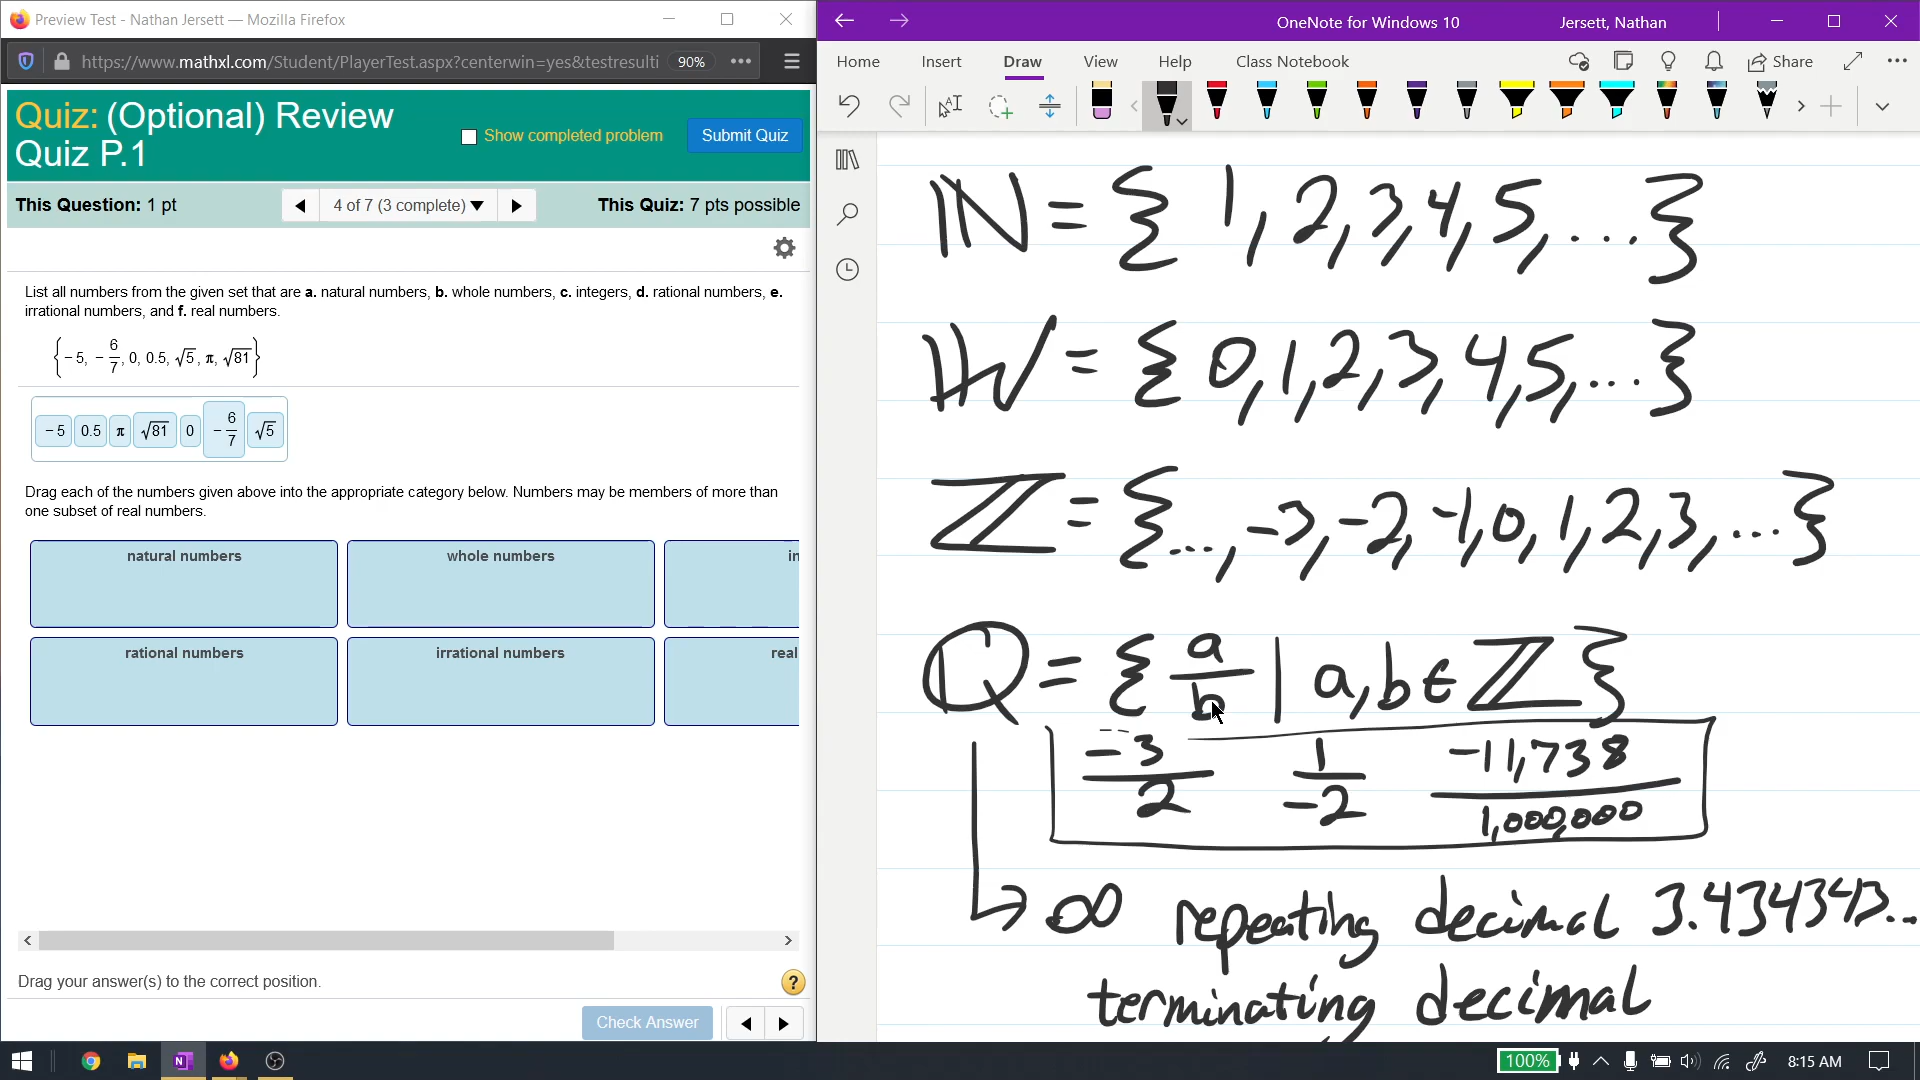 Preview Test - Nathan Jersett — Mozilla Firefox
https://www.mathxl.com/Student/PlayerTest.aspx?centerwin=yes&testresulti
90%
Quiz: (Optional) Review
Quiz P.1
Show completed problem
Submit Quiz
This Question: 1 pt
4 of 7 (3 complete)
This Quiz: 7 pts possible
List all numbers from the given set that are a. natural numbers, b. whole numbers, c. integers, d. rational numbers, e.
irrational numbers, and f. real numbers.
{-5, -6/7, 0, 0.5, √5, π, √81}
-5 0.5 π √81 0 -6/7 √5
Drag each of the numbers given above into the appropriate category below. Numbers may be members of more than
one subset of real numbers.
natural numbers
whole numbers
in
rational numbers
irrational numbers
real
Drag your answer(s) to the correct position.
?
Check Answer
OneNote for Windows 10
Jersett, Nathan
Home Insert Draw View Help Class Notebook
Share
ℕ = { 1, 2, 3, 4, 5, ... }
𝕎 = { 0, 1, 2, 3, 4, 5, ... }
ℤ = { ..., -3, -2, -1, 0, 1, 2, 3, ... }
ℚ = { a/b | a, b ∈ ℤ }
-3/2 1/-2 -11,738/1,000,000
∞ repeating decimal 3.434343...
terminating decimal
100%
8:15 AM